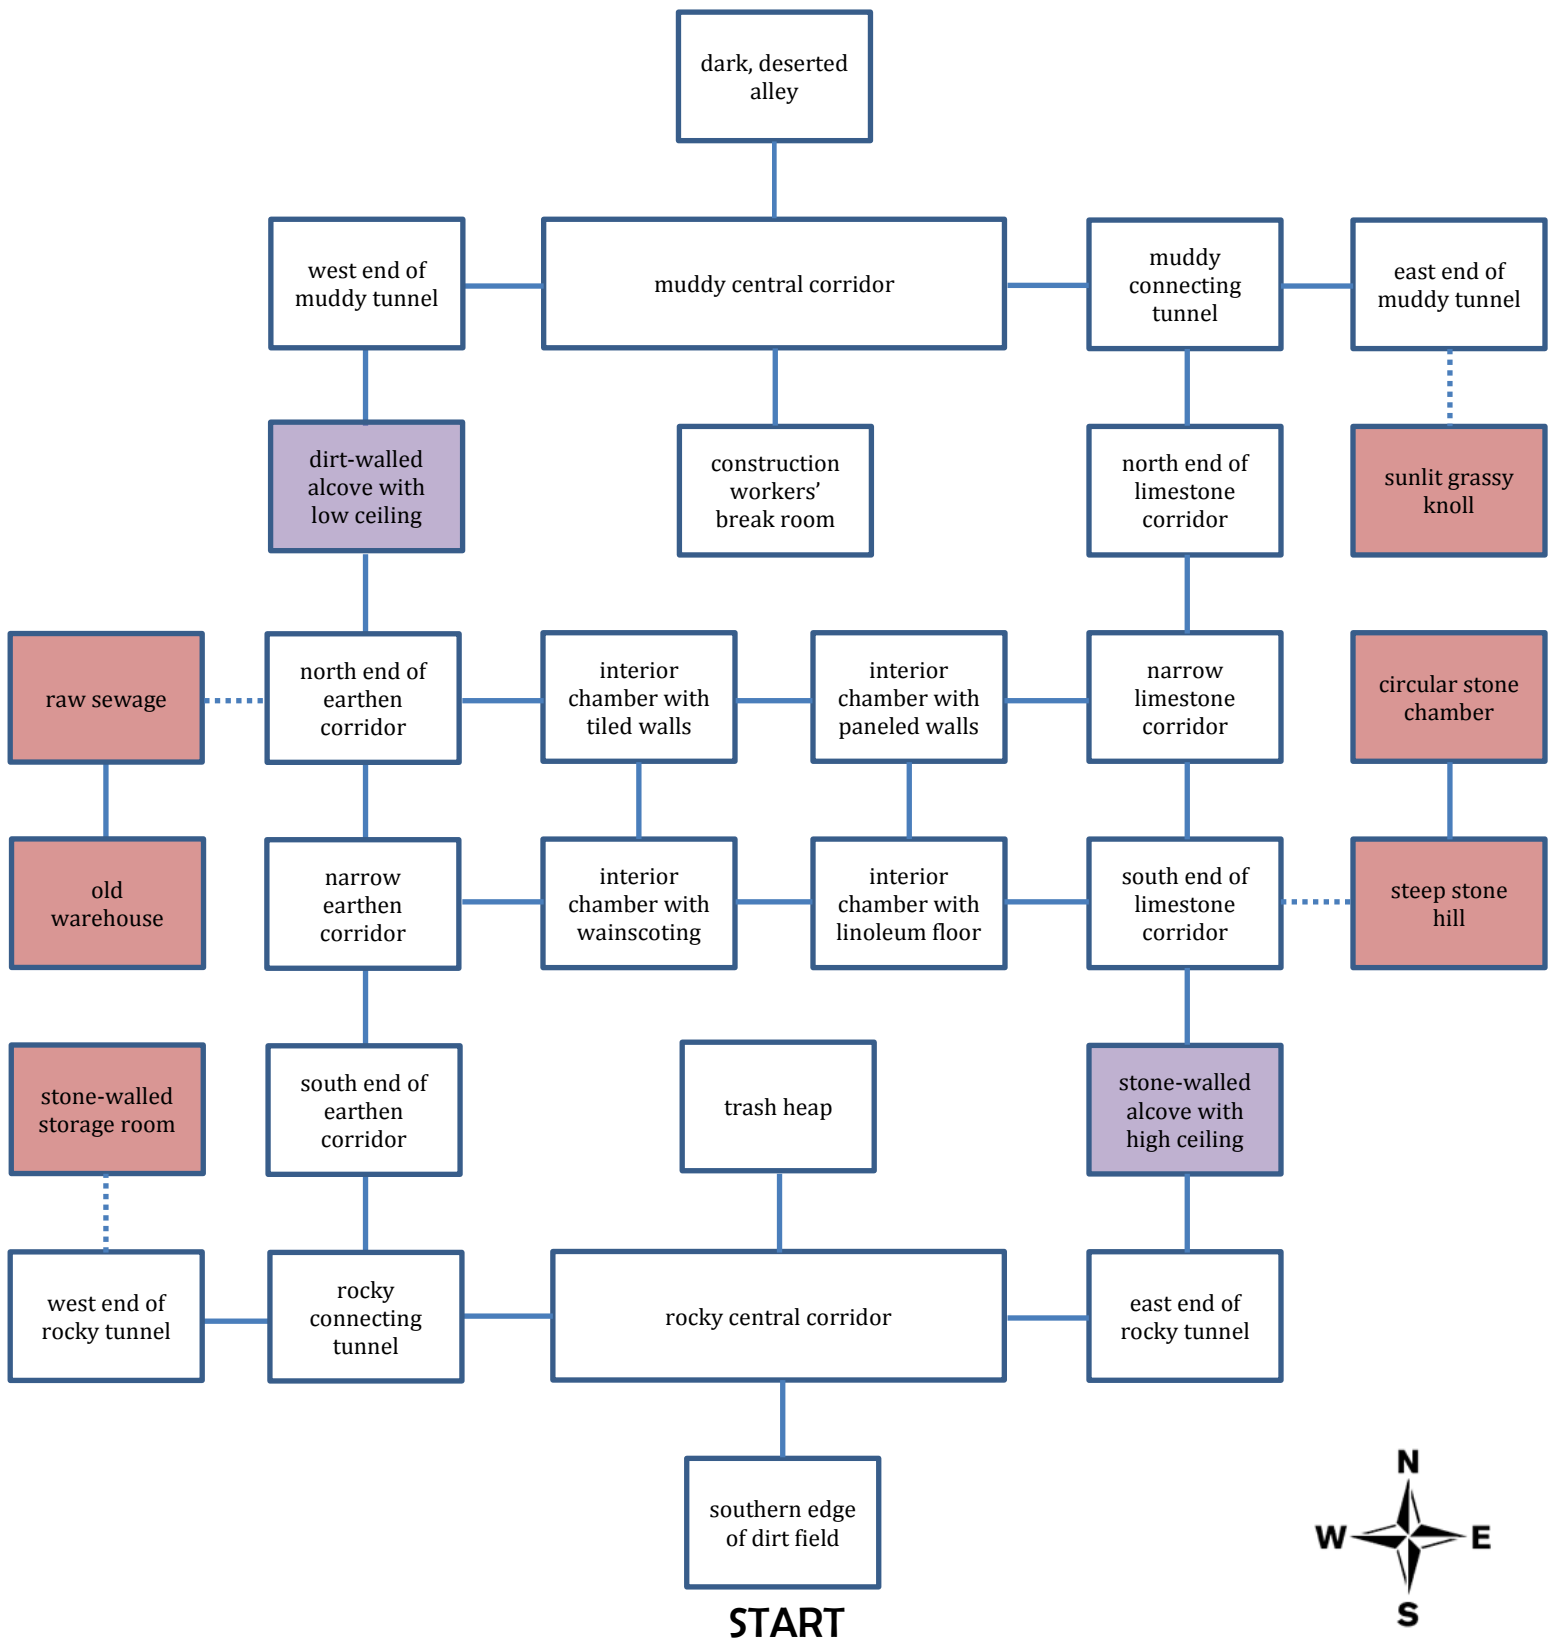 dark, deserted
alley
west end of
muddy tunnel
muddy central corridor
muddy
connecting
tunnel
east end of
muddy tunnel
dirt-walled
alcove with
low ceiling
construction
workers’
break room
north end of
limestone
corridor
sunlit grassy
knoll
raw sewage
north end of
earthen
corridor
interior
chamber with
tiled walls
interior
chamber with
paneled walls
narrow
limestone
corridor
circular stone
chamber
old
warehouse
narrow
earthen
corridor
interior
chamber with
wainscoting
interior
chamber with
linoleum floor
south end of
limestone
corridor
steep stone
hill
stone-walled
storage room
south end of
earthen
corridor
trash heap
stone-walled
alcove with
high ceiling
west end of
rocky tunnel
rocky
connecting
tunnel
rocky central corridor
east end of
rocky tunnel
southern edge
of dirt field
START
N
W E
S